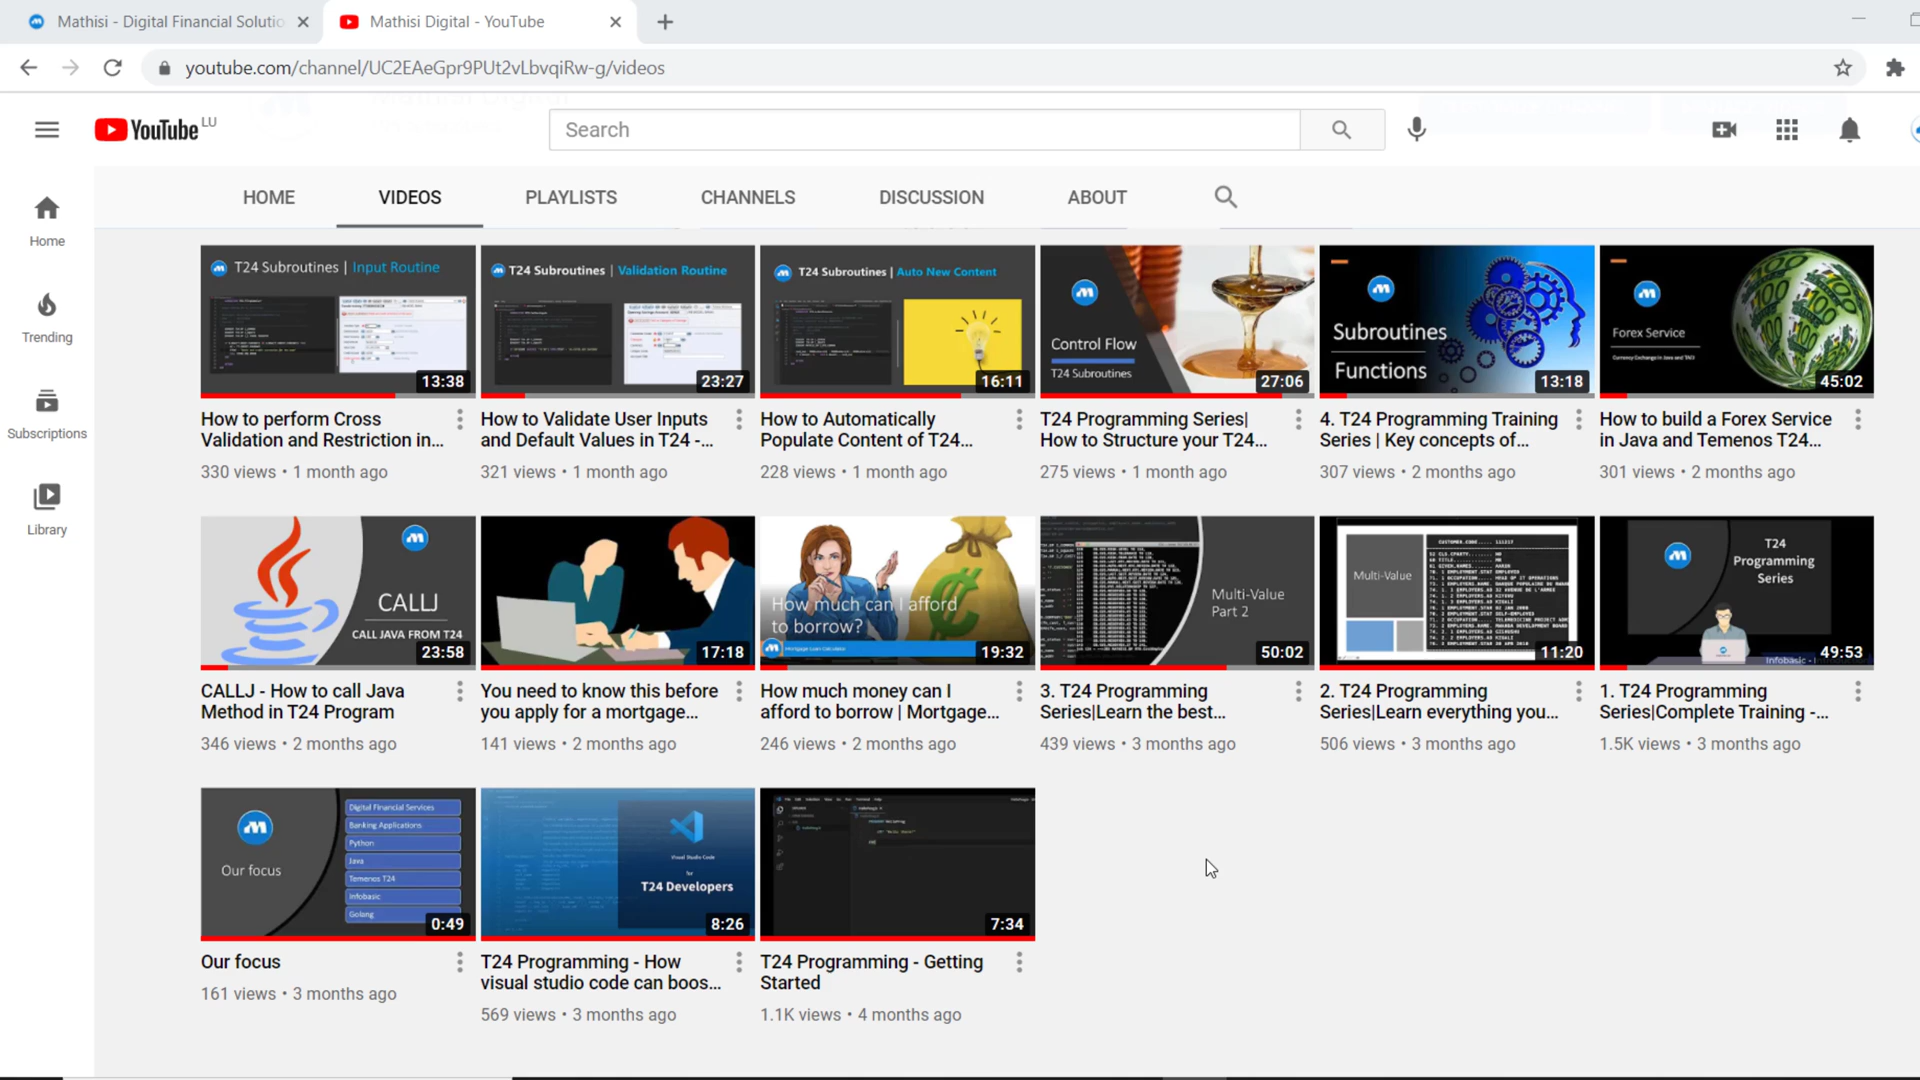 Mathisi - Digital Financial Solutio
Mathisi Digital - YouTube
youtube.com/channel/UC2EAeGpr9PUt2vLbvqiRw-g/videos
YouTube LU
Search
HOME
VIDEOS
PLAYLISTS
CHANNELS
DISCUSSION
ABOUT
Home
Trending
Subscriptions
Library
T24 Subroutines | Input Routine
13:38
How to perform Cross
Validation and Restriction in...
330 views • 1 month ago
T24 Subroutines | Validation Routine
23:27
How to Validate User Inputs
and Default Values in T24 -...
321 views • 1 month ago
T24 Subroutines | Auto New Content
16:11
How to Automatically
Populate Content of T24...
228 views • 1 month ago
Control Flow
T24 Subroutines
27:06
T24 Programming Series|
How to Structure your T24...
275 views • 1 month ago
Subroutines
Functions
13:18
4. T24 Programming Training
Series | Key concepts of...
307 views • 2 months ago
Forex Service
Currency Exchange in Java and TAFJ
45:02
How to build a Forex Service
in Java and Temenos T24...
301 views • 2 months ago
CALLJ
CALL JAVA FROM T24
23:58
CALLJ - How to call Java
Method in T24 Program
346 views • 2 months ago
17:18
You need to know this before
you apply for a mortgage...
141 views • 2 months ago
How much can I afford
to borrow?
Mortgage Loan Calculator
19:32
How much money can I
afford to borrow | Mortgage...
246 views • 2 months ago
Multi-Value
Part 2
50:02
3. T24 Programming
Series|Learn the best...
439 views • 3 months ago
Multi-Value
11:20
2. T24 Programming
Series|Learn everything you...
506 views • 3 months ago
T24
Programming
Series
Infobasic -
49:53
1. T24 Programming
Series|Complete Training -...
1.5K views • 3 months ago
Our focus
Digital Financial Services
Banking Applications
Python
Java
Temenos T24
Infobasic
Golang
0:49
Our focus
161 views • 3 months ago
Visual Studio Code
for
T24 Developers
8:26
T24 Programming - How
visual studio code can boos...
569 views • 3 months ago
7:34
T24 Programming - Getting
Started
1.1K views • 4 months ago